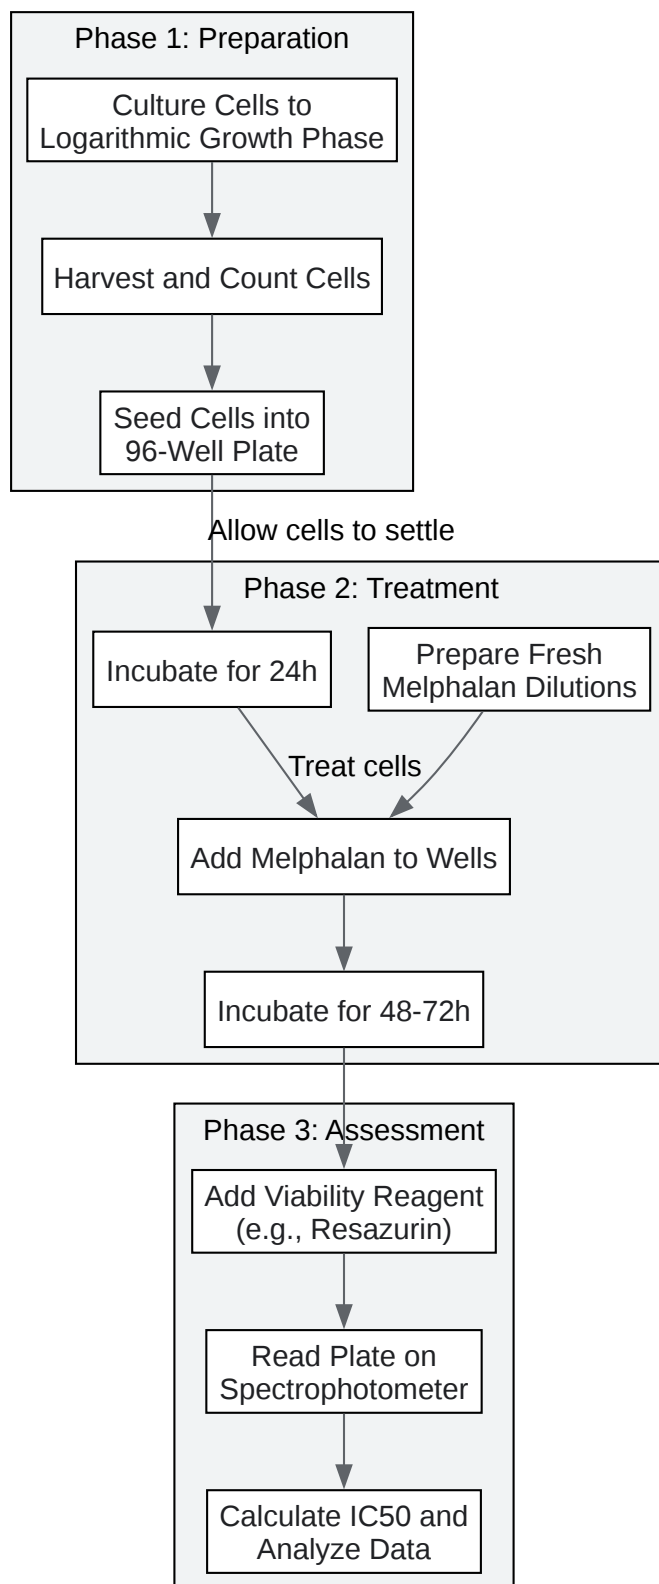 Phase 1: Preparation
Culture Cells to
Logarithmic Growth Phase
Harvest and Count Cells
Seed Cells into
96-Well Plate
Allow cells to settle
Phase 2: Treatment
Incubate for 24h
Prepare Fresh
Melphalan Dilutions
Treat cells
Add Melphalan to Wells
Incubate for 48-72h
Phase 3: Assessment
Add Viability Reagent
(e.g., Resazurin)
Read Plate on
Spectrophotometer
Calculate IC50 and
Analyze Data